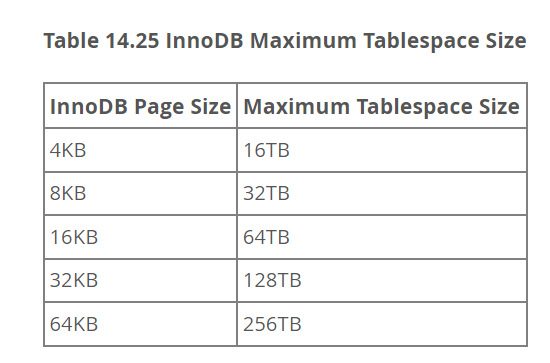 Table 14.25 InnoDB Maximum Tablespace Size
InnoDB Page Size Maximum Tablespace Size
4KB 16TB
8KB 32TB
16KB 64TB
32KB 128TB
64KB 256TB